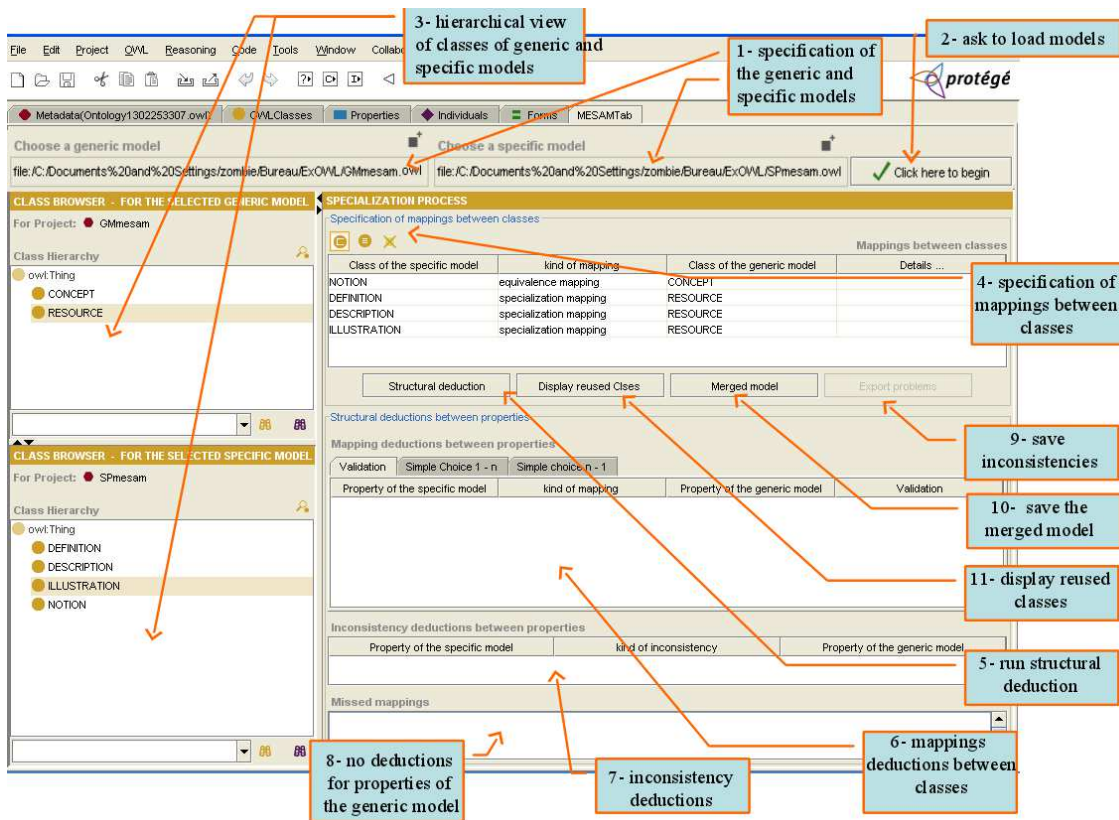 3- hierarchical view
of classes of generic and
specific models
1- specification of
the generic and
specific models
2- ask to load models
File Edit Project OWL Reasoning Code Tools Window Collabo
protégé
Metadata(Ontology1302253307.owl) OWLClasses Properties Individuals Forms MESAMTab
Choose a generic model
Choose a specific model
file:/C:/Documents%20and%20Settings/zombie/Bureau/ExOWL/GMmesam.owl
file:/C:/Documents%20and%20Settings/zombie/Bureau/ExOWL/SPmesam.owl
Click here to begin
CLASS BROWSER - FOR THE SELECTED GENERIC MODEL
For Project: GMmesam
Class Hierarchy
owl:Thing
CONCEPT
RESOURCE
CLASS BROWSER - FOR THE SELECTED SPECIFIC MODEL
For Project: SPmesam
Class Hierarchy
owl:Thing
DEFINITION
DESCRIPTION
ILLUSTRATION
NOTION
SPECIALIZATION PROCESS
Specification of mappings between classes
Mappings between classes
Class of the specific model kind of mapping Class of the generic model Details ...
NOTION equivalence mapping CONCEPT
DEFINITION specialization mapping RESOURCE
DESCRIPTION specialization mapping RESOURCE
ILLUSTRATION specialization mapping RESOURCE
4- specification of
mappings between
classes
Structural deduction Display reused Clses Merged model Export problems
Structural deductions between properties
Mapping deductions between properties
Validation Simple Choice 1 - n Simple choice n - 1
Property of the specific model kind of mapping Property of the generic model Validation
9- save
inconsistencies
10- save the
merged model
11- display reused
classes
Inconsistency deductions between properties
Property of the specific model kind of inconsistency Property of the generic model
5- run structural
deduction
Missed mappings
8- no deductions
for properties of
the generic model
7- inconsistency
deductions
6- mappings
deductions between
classes